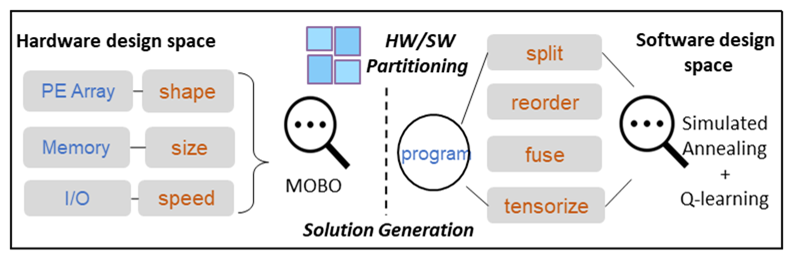 Hardware design space
PE Array
shape
Memory
size
I/O
speed
MOBO
HW/SW
Partitioning
Solution Generation
program
split
reorder
fuse
tensorize
Software design
space
Simulated
Annealing
+
Q-learning